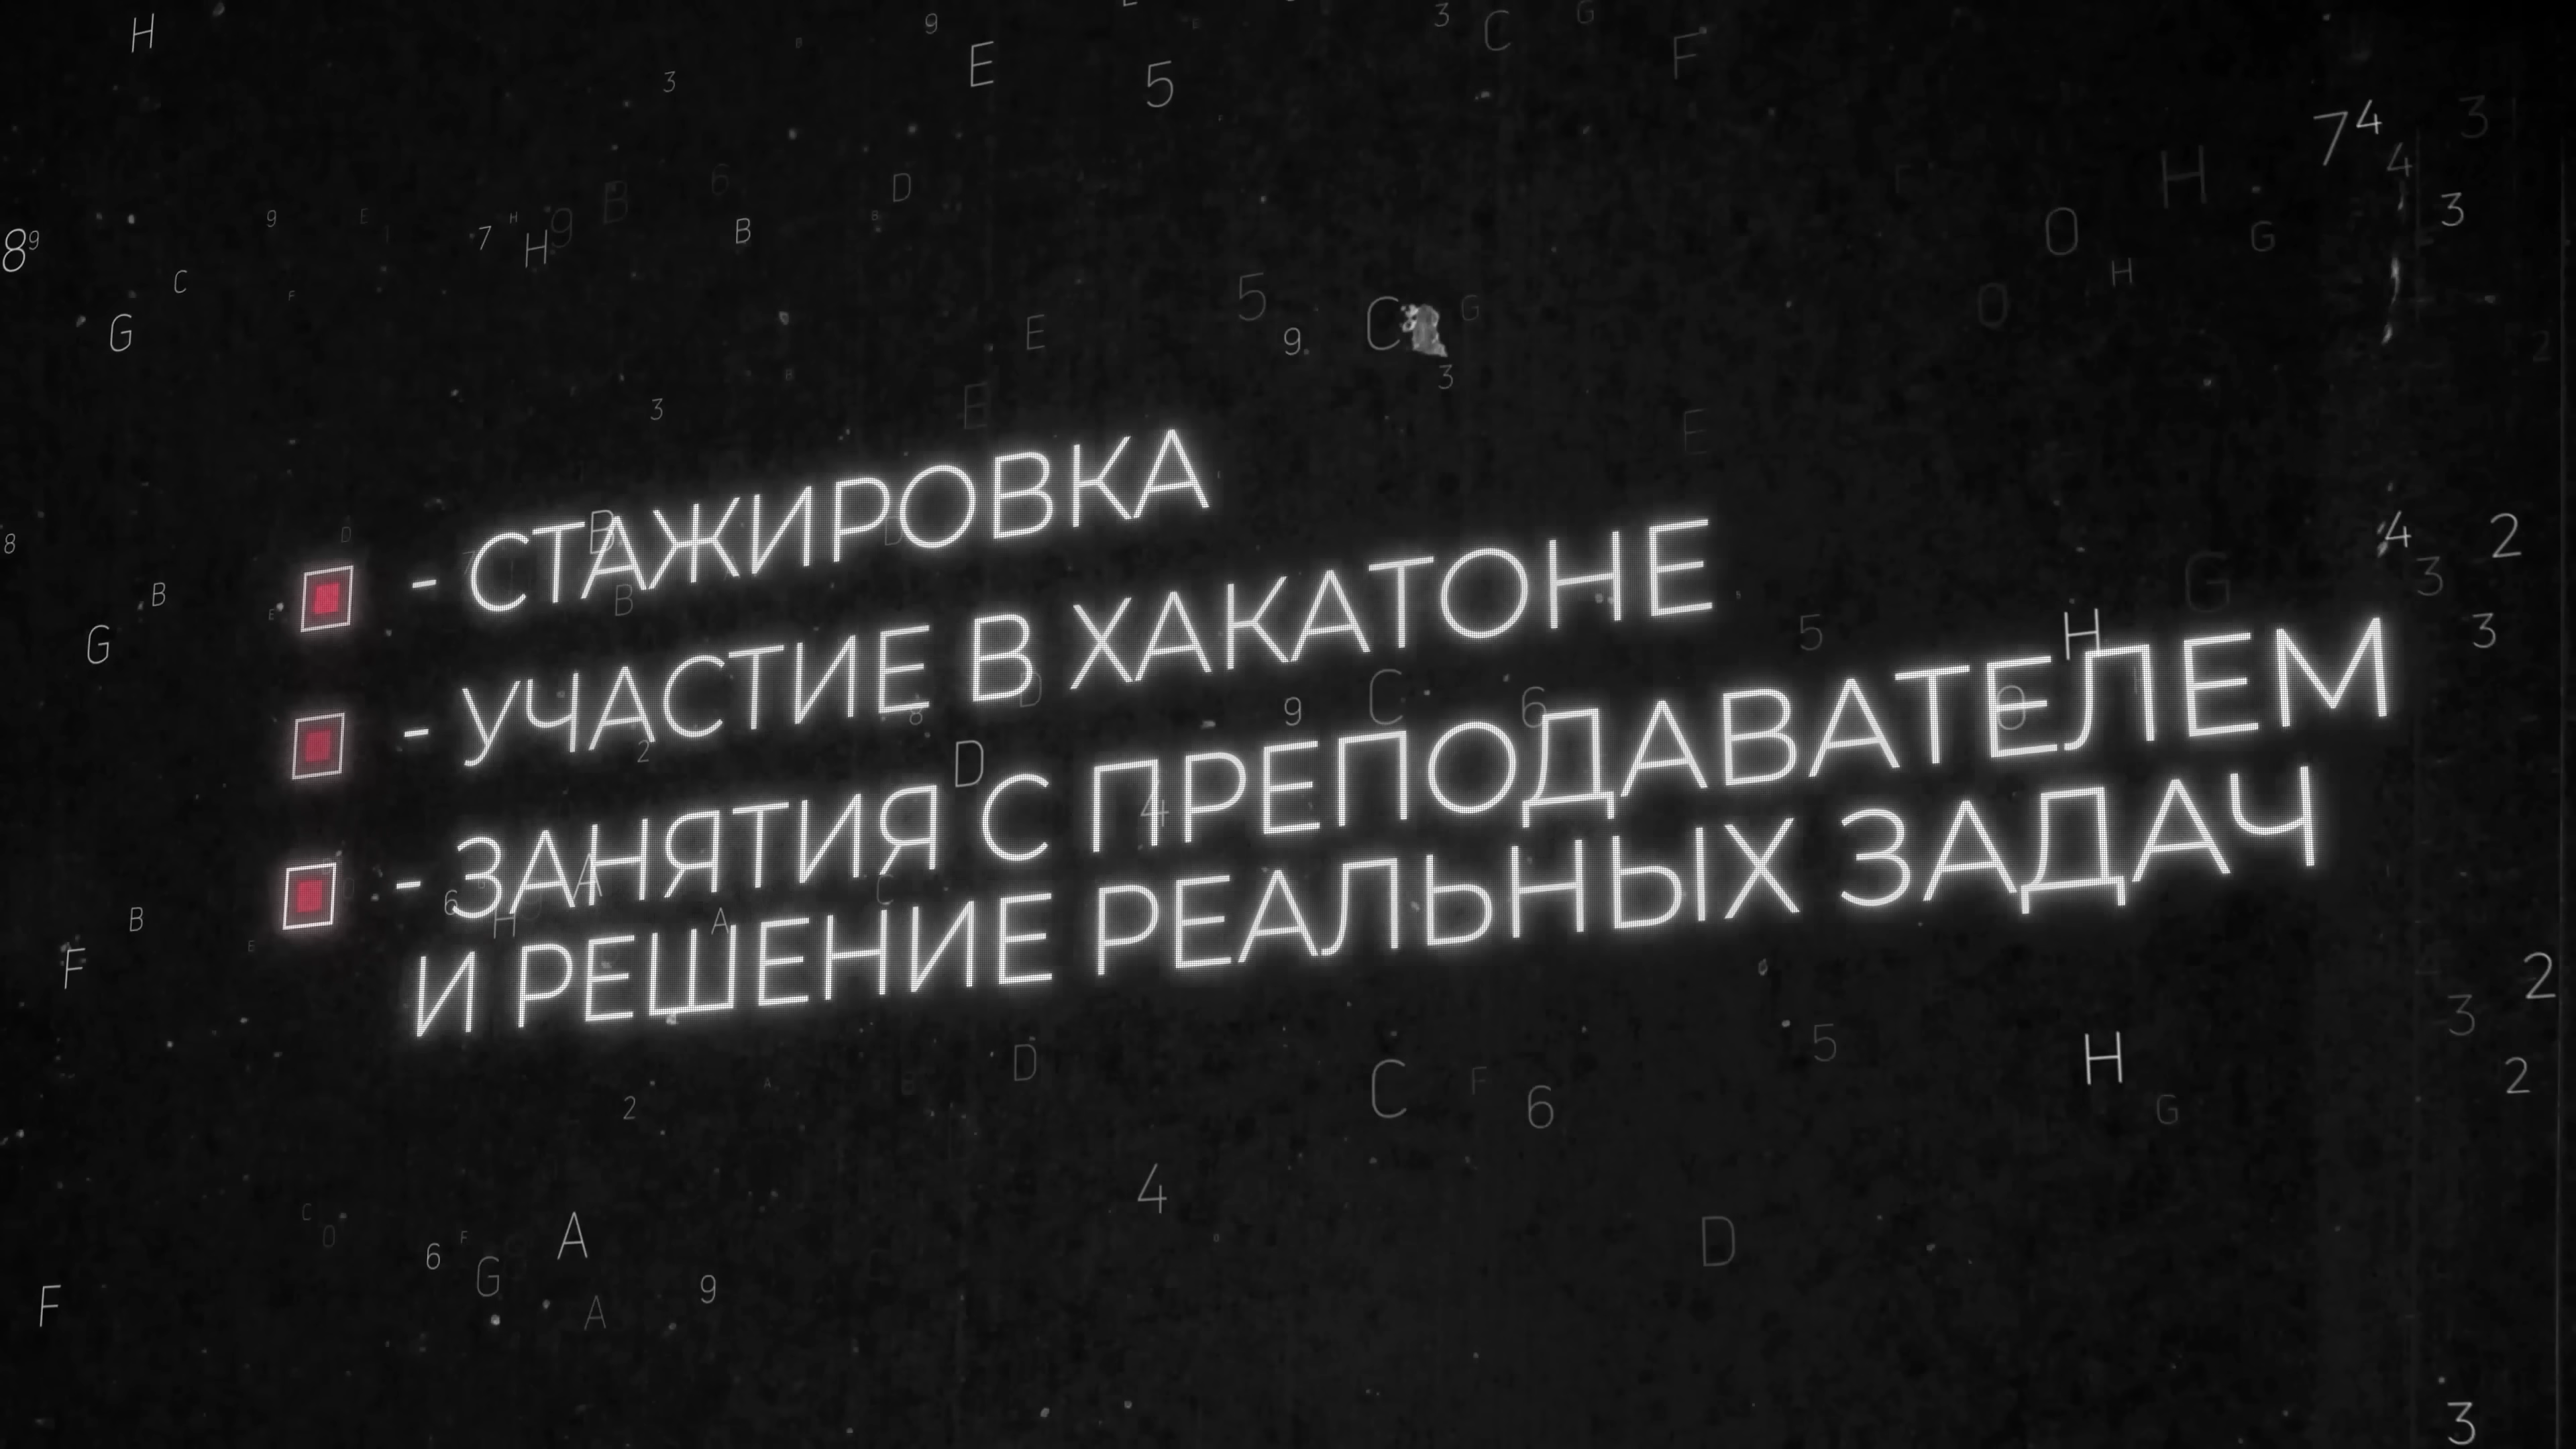 - СТАЖИРОВКА
- УЧАСТИЕ В ХАКАТОНЕ
- ЗАНЯТИЯ С ПРЕПОДАВАТЕЛЕМ
И РЕШЕНИЕ РЕАЛЬНЫХ ЗАДАЧ